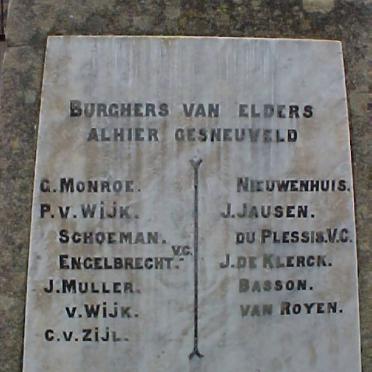 BURGHERS VAN ELDERS
ALHIER GESNEUVELD
G. MONROE.
P. V. WIJK.
SCHOEMAN.
ENGELBRECHT. V.C.
J. MULLER.
V. WIJK.
C. V. ZIJL.
NIEUWENHUIS.
J. JAUSEN.
DU PLESSIS. V.C.
J. DE KLERCK.
BASSON.
VAN ROYEN.